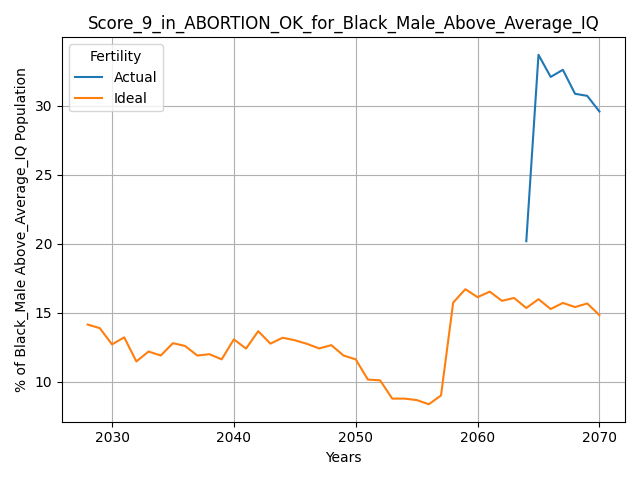 Score_9_in_ABORTION_OK_for_Black_Male_Above_Average_IQ
Fertility
Actual
Ideal
% of Black_Male Above_Average_IQ Population
30
25
20
15
10
2030
2040
2050
2060
2070
Years